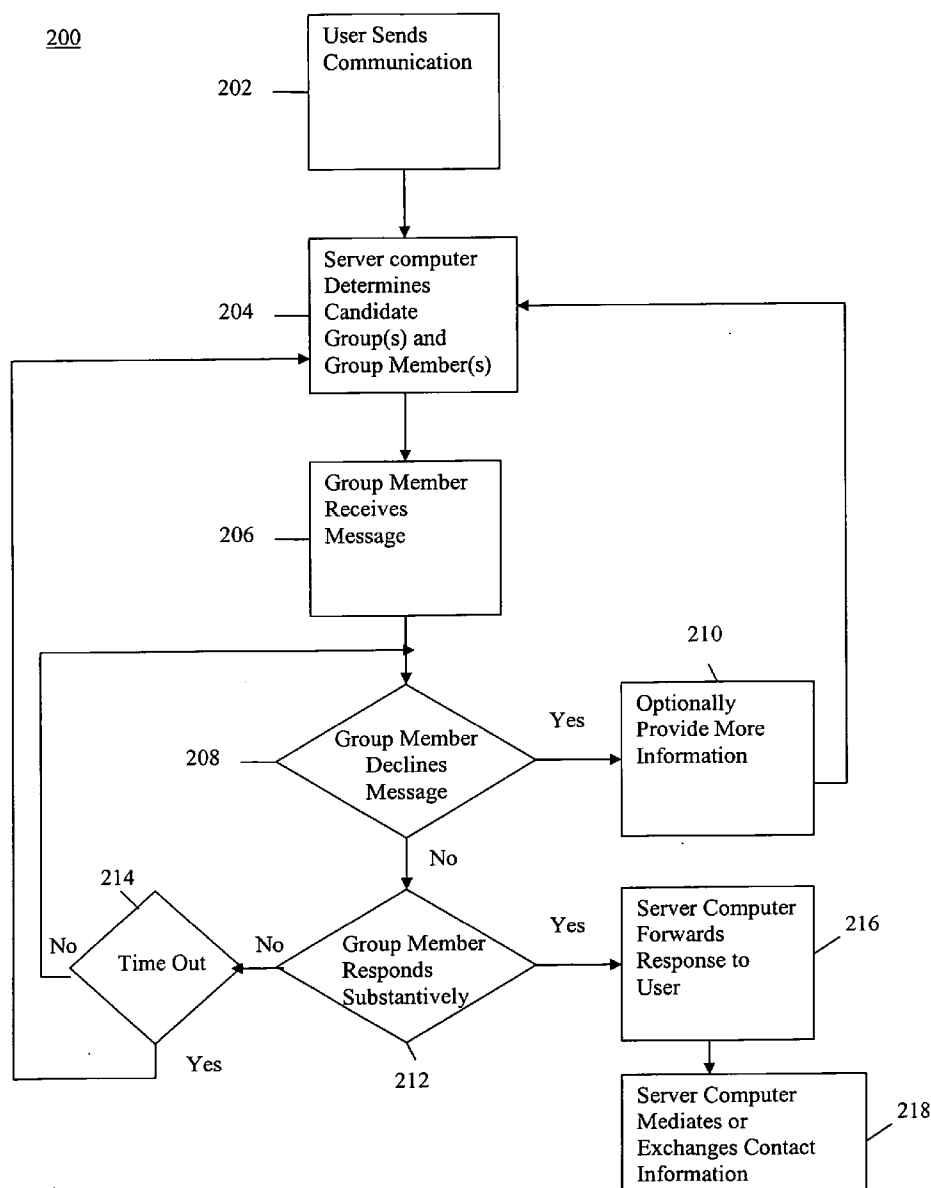 200
User Sends
Communication
202
Server computer
Determines
Candidate
Group(s) and
Group Member(s)
204
Group Member
Receives
Message
206
210
Optionally
Provide More
Information
Yes
Group Member
Declines
Message
208
No
214
Time Out
No
Yes
No
Group Member
Responds
Substantively
212
Yes
Server Computer
Forwards
Response to
User
216
Server Computer
Mediates or
Exchanges Contact
Information
218